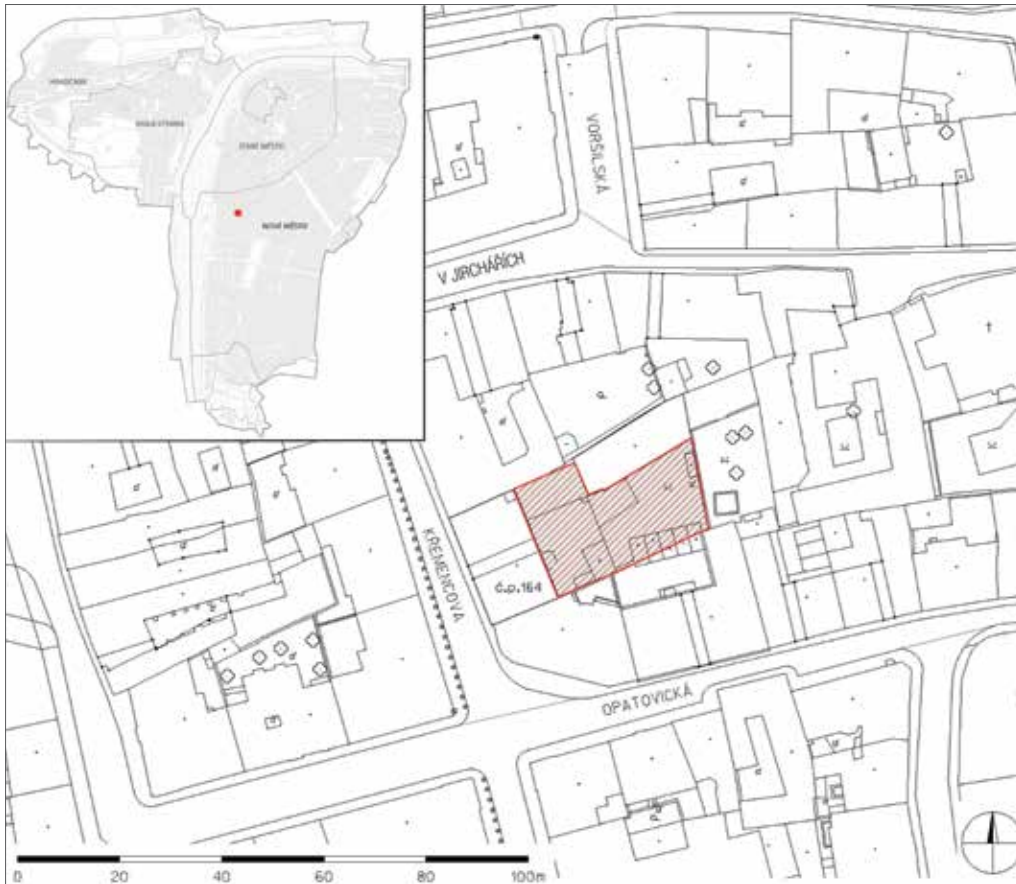 HRADČANY
MALÁ STRANA
STARÉ MĚSTO
NOVÉ MĚSTO
VORŠILSKÁ
V JIRCHÁŘÍCH
KŘEMENCOVA
č.p.164
OPATOVICKÁ
0 20 40 60 80 100m